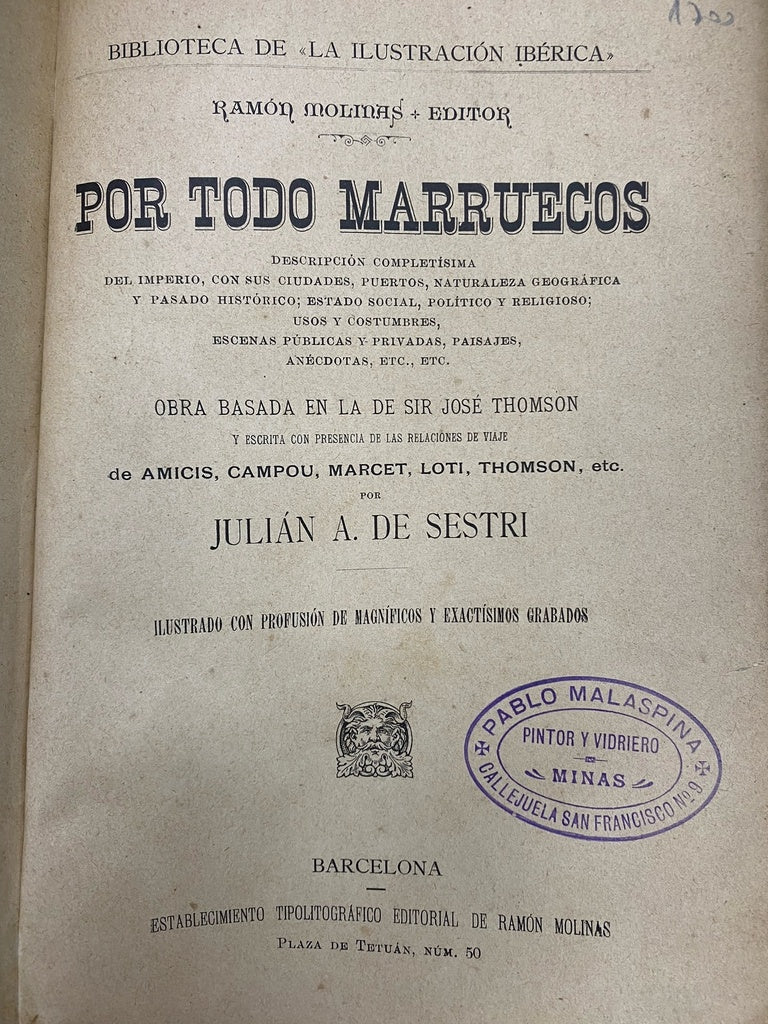 1200
BIBLIOTECA DE «LA ILUSTRACIÓN IBÉRICA»
RAMÓN MOLINAS ÷ EDITOR
POR TODO MARRUECOS
DESCRIPCIÓN COMPLETÍSIMA
DEL IMPERIO, CON SUS CIUDADES, PUERTOS, NATURALEZA GEOGRÁFICA
Y PASADO HISTÓRICO; ESTADO SOCIAL, POLÍTICO Y RELIGIOSO;
USOS Y COSTUMBRES,
ESCENAS PÚBLICAS Y PRIVADAS, PAISAJES,
ANÉCDOTAS, ETC., ETC.
OBRA BASADA EN LA DE SIR JOSÉ THOMSON
Y ESCRITA CON PRESENCIA DE LAS RELACIONES DE VIAJE
de AMICIS, CAMPOU, MARCET, LOTI, THOMSON, etc.
POR
JULIÁN A. DE SESTRI
ILUSTRADO CON PROFUSIÓN DE MAGNÍFICOS Y EXACTÍSIMOS GRABADOS
PABLO MALASPINA
PINTOR Y VIDRIERO
MINAS
CALLEJUELA SAN FRANCISCO Nº 9
BARCELONA
ESTABLECIMIENTO TIPOLITOGRÁFICO EDITORIAL DE RAMÓN MOLINAS
PLAZA DE TETUÁN, NÚM. 50